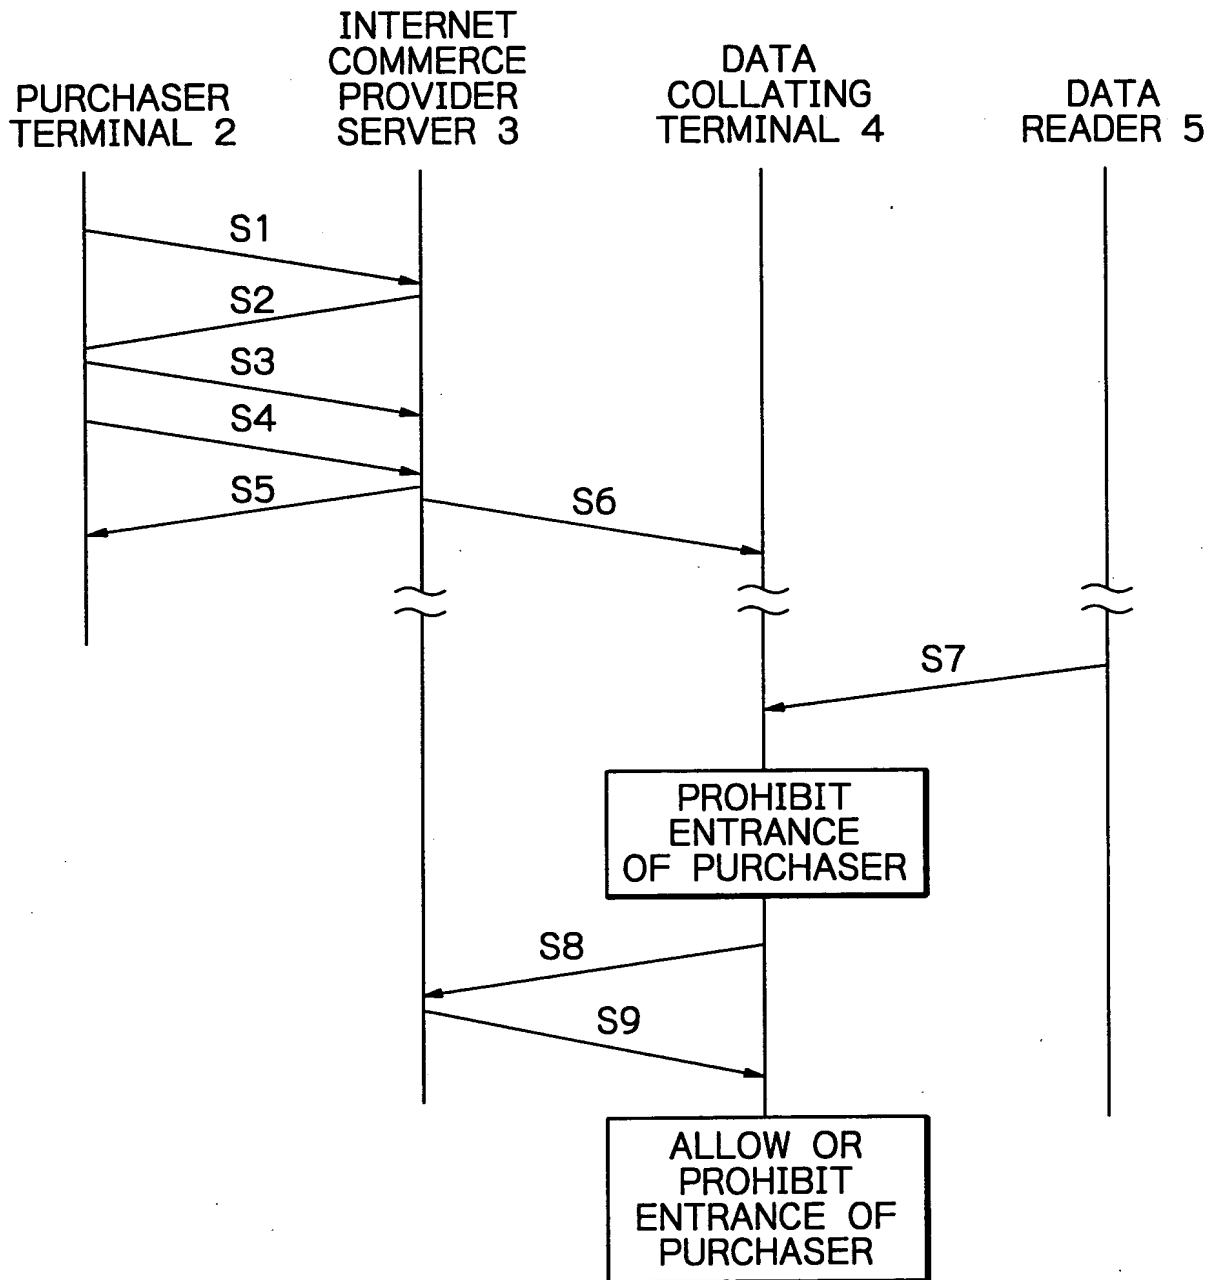 PURCHASER
TERMINAL 2
INTERNET
COMMERCE
PROVIDER
SERVER 3
DATA
COLLATING
TERMINAL 4
DATA
READER 5
S1
S2
S3
S4
S5
S6
S7
PROHIBIT
ENTRANCE
OF PURCHASER
S8
S9
ALLOW OR
PROHIBIT
ENTRANCE OF
PURCHASER